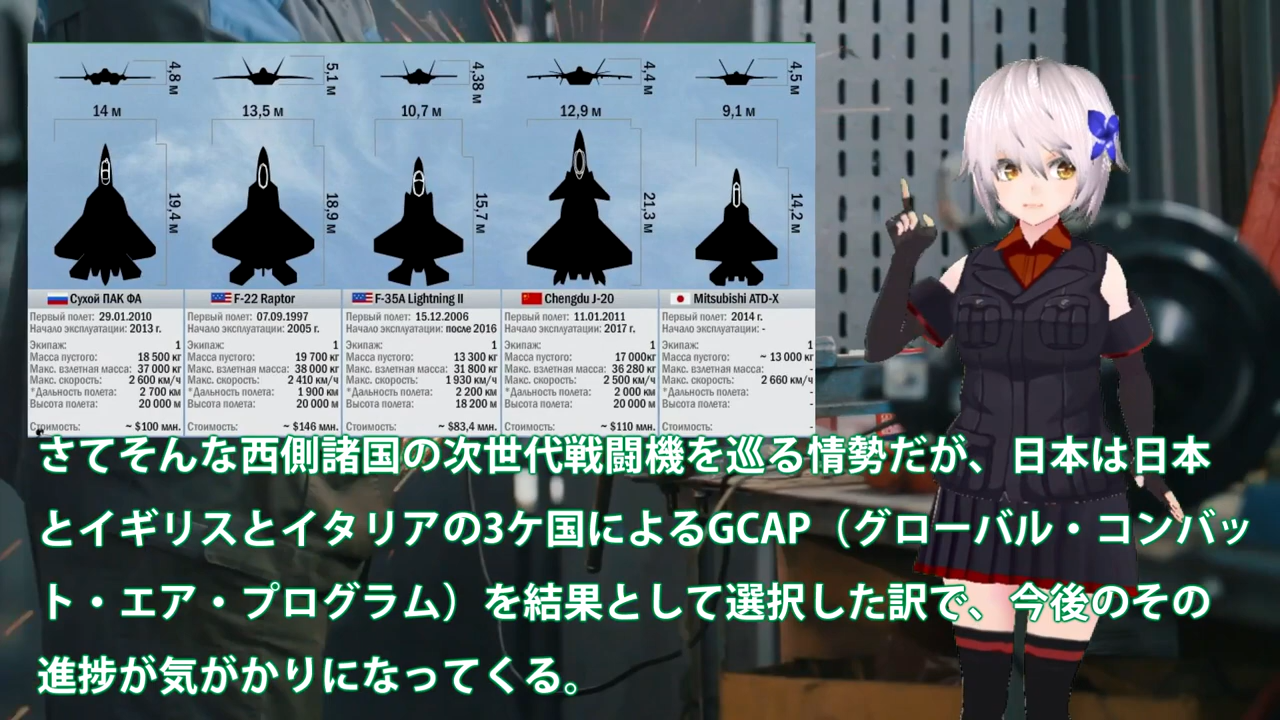 4,8 м
5,1 м
4,38 м
4,4 м
4,5 м
14 м
13,5 м
10,7 м
12,9 м
9,1 м
19,4 м
18,9 м
15,7 м
21,3 м
14,2 м
Сухой ПАК ФА
Первый полет: 29.01.2010
Начало эксплуатации: 2013 г.
Экипаж: 1
Масса пустого: 18 500 кг
Макс. взлетная масса: 37 000 кг
Макс. скорость: 2 600 км/ч
*Дальность полета: 2 700 км
Высота полета: 20 000 м
Стоимость: ~ $100 млн.
F-22 Raptor
Первый полет: 07.09.1997
Начало эксплуатации: 2005 г.
Экипаж: 1
Масса пустого: 19 700 кг
Макс. взлетная масса: 38 000 кг
Макс. скорость: 2 410 км/ч
*Дальность полета: 1 900 км
Высота полета: 20 000 м
Стоимость: ~ $146 млн.
F-35A Lightning II
Первый полет: 15.12.2006
Начало эксплуатации: после 2016
Экипаж: 1
Масса пустого: 13 300 кг
Макс. взлетная масса: 31 800 кг
Макс. скорость: 1 930 км/ч
*Дальность полета: 2 200 км
Высота полета: 18 200 м
Стоимость: ~ $83,4 млн.
Chengdu J-20
Первый полет: 11.01.2011
Начало эксплуатации: 2017 г.
Экипаж: 1
Масса пустого: 17 000кг
Макс. взлетная масса: 36 280 кг
Макс. скорость: 2 500 км/ч
*Дальность полета: 2 000 км
Высота полета: 20 000 м
Стоимость: ~ $110 млн.
Mitsubishi ATD-X
Первый полет: 2014 г.
Начало эксплуатации: -
Экипаж: 1
Масса пустого: ~ 13 000 кг
Макс. взлетная масса: -
Макс. скорость: 2 660 км/ч
*Дальность полета: -
Высота полета: -
Стоимость: -
さてそんな西側諸国の次世代戦闘機を巡る情勢だが、日本は日本
とイギリスとイタリアの3ケ国によるGCAP（グローバル・コンバッ
ト・エア・プログラム）を結果として選択した訳で、今後のその
進捗が気がかりになってくる。